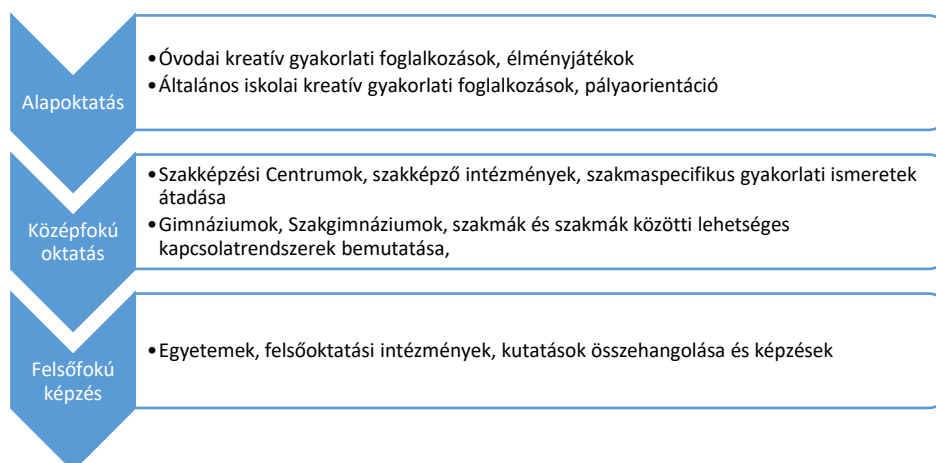 Alapoktatás
•Óvodai kreatív gyakorlati foglalkozások, élményjátékok
•Általános iskolai kreatív gyakorlati foglalkozások, pályaorientáció
Középfokú
oktatás
•Szakképzési Centrumok, szakképző intézmények, szakmaspecifikus gyakorlati ismeretek
átadása
•Gimnáziumok, Szakgimnáziumok, szakmák és szakmák közötti lehetséges
kapcsolatrendszerek bemutatása,
Felsőfokú
képzés
•Egyetemek, felsőoktatási intézmények, kutatások összehangolása és képzések